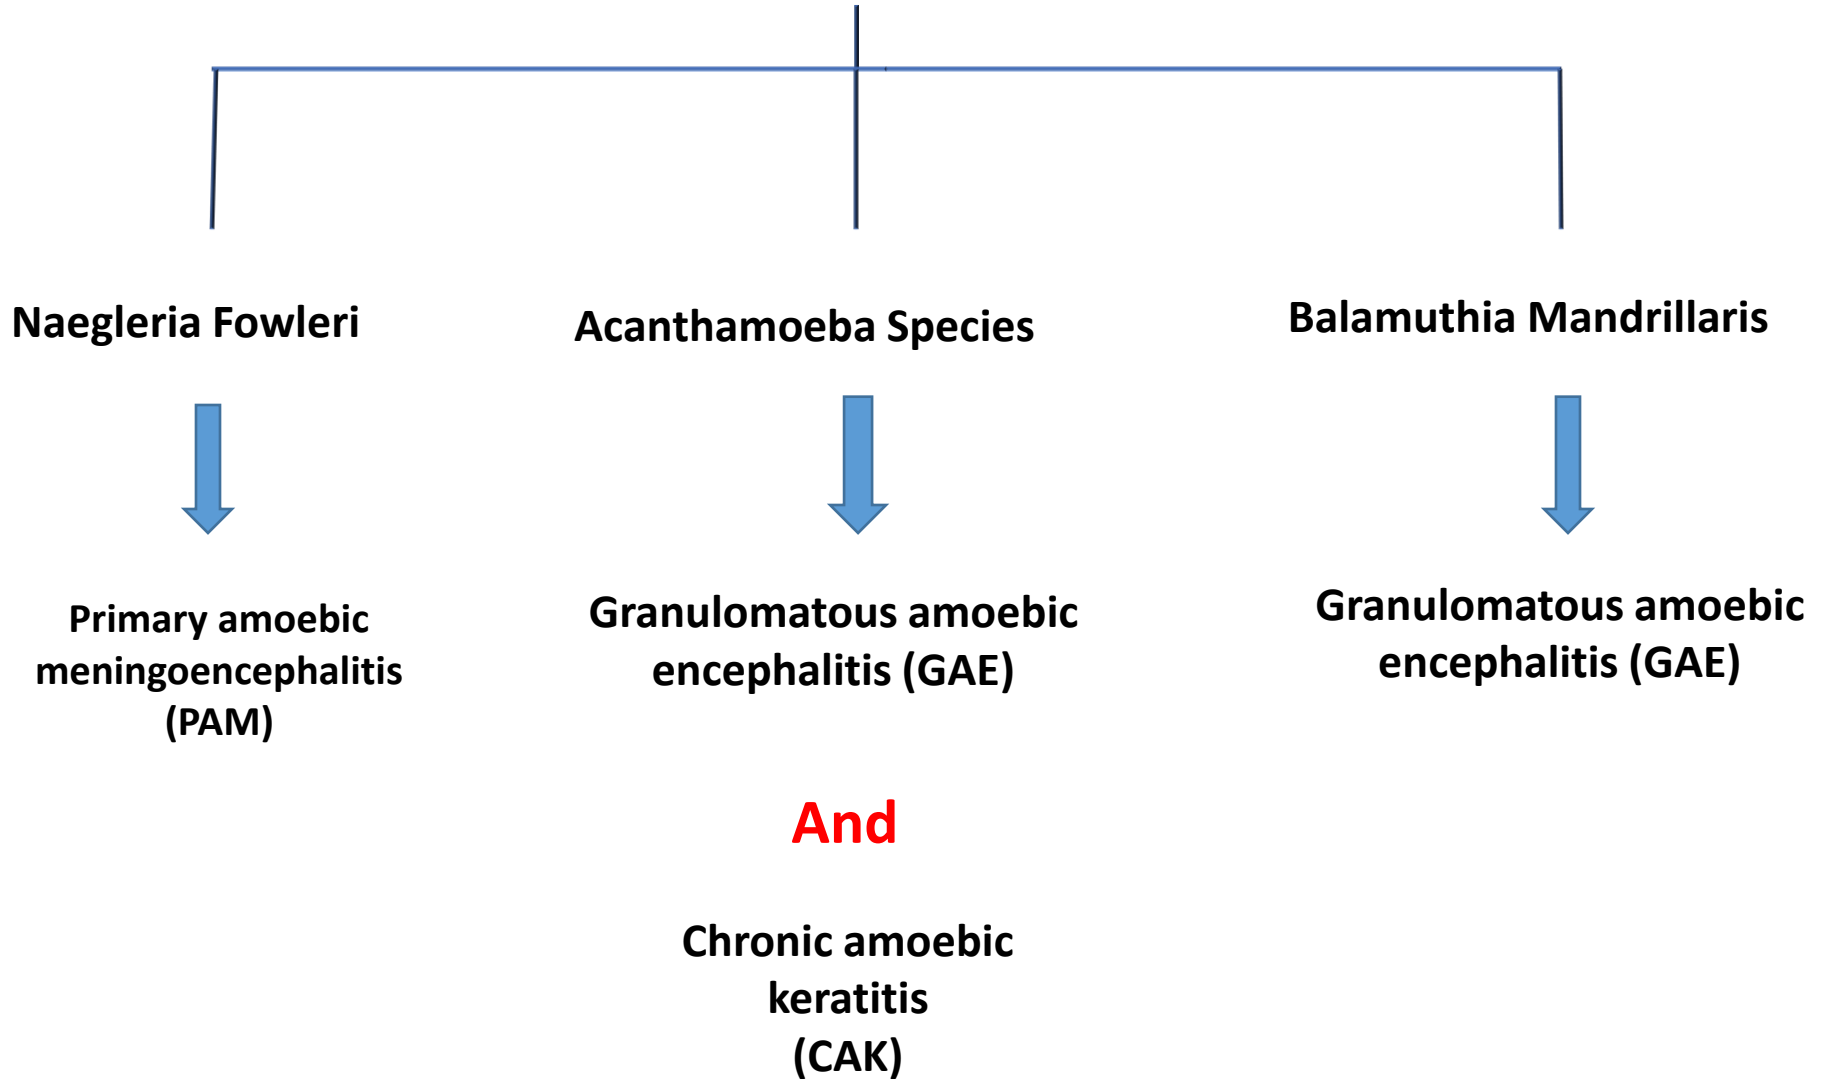 Naegleria Fowleri
Acanthamoeba Species
Balamuthia Mandrillaris
Primary amoebic
meningoencephalitis
(PAM)
Granulomatous amoebic
encephalitis (GAE)
And
Chronic amoebic
keratitis
(CAK)
Granulomatous amoebic
encephalitis (GAE)